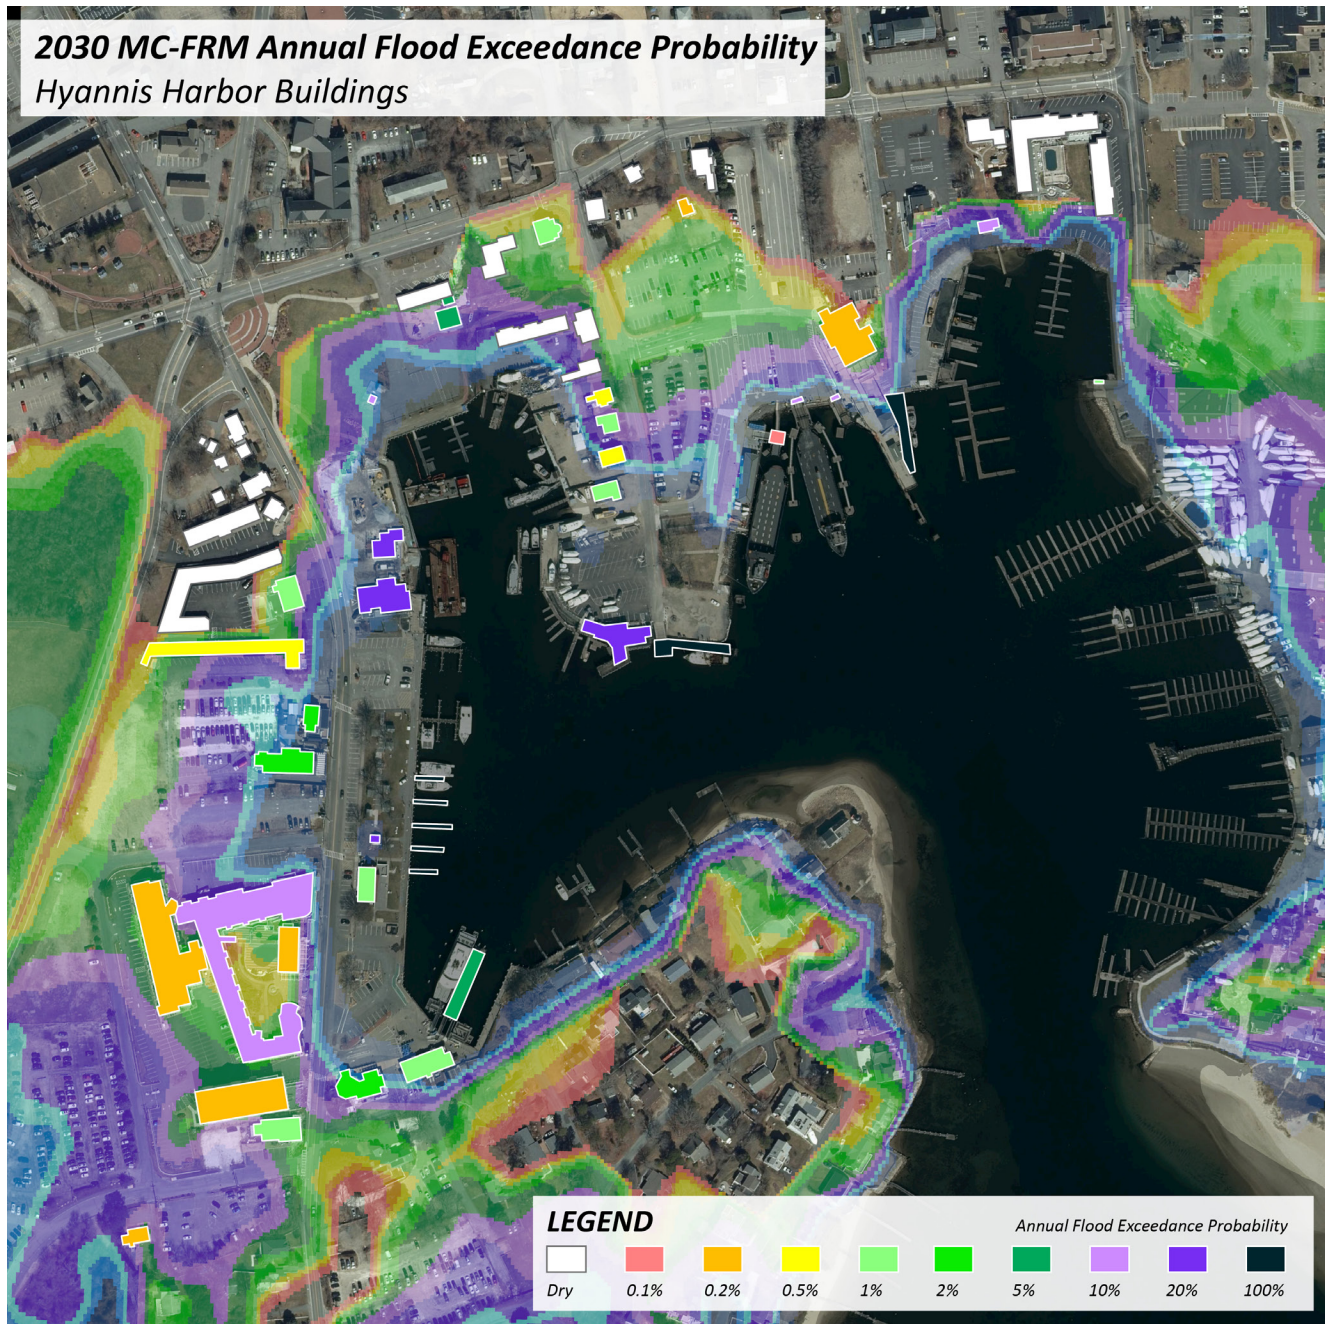 2030 MC-FRM Annual Flood Exceedance Probability
Hyannis Harbor Buildings
LEGEND
Annual Flood Exceedance Probability
Dry 0.1% 0.2% 0.5% 1% 2% 5% 10% 20% 100%